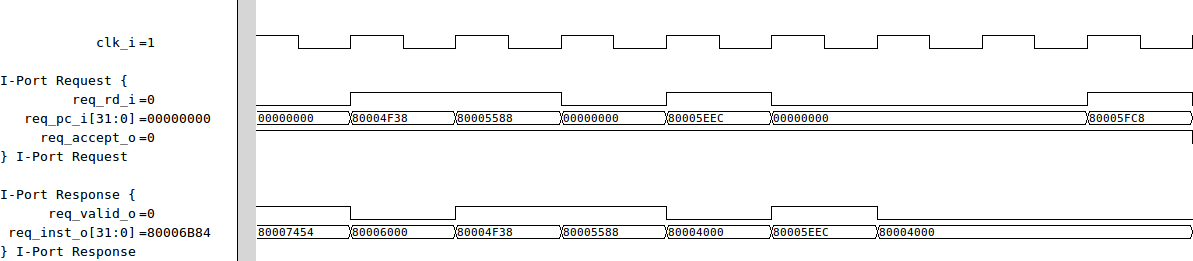 clk_i=1
I-Port Request {
req_rd_i=0
req_pc_i[31:0]=00000000 00000000 80004F38 80005588 00000000 80005EEC 00000000 80005FC8
req_accept_o=0
} I-Port Request
I-Port Response {
req_valid_o=0
req_inst_o[31:0]=80006B84 80007454 80006000 80004F38 80005588 80004000 80005EEC 80004000
} I-Port Response